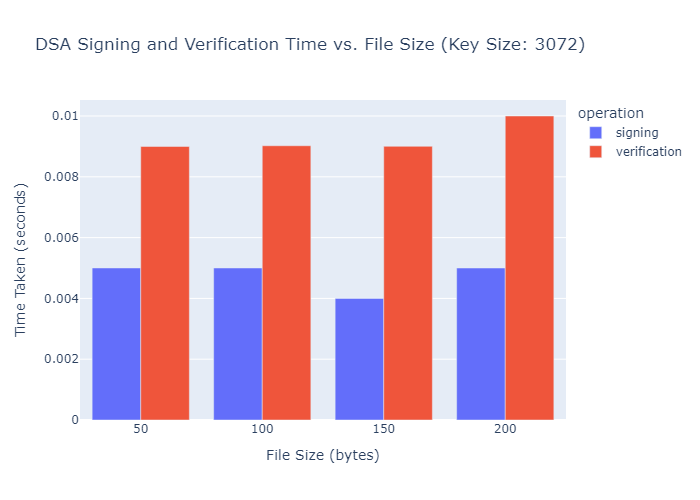 DSA Signing and Verification Time vs. File Size (Key Size: 3072)
operation
signing
verification
Time Taken (seconds)
0.01
0.008
0.006
0.004
0.002
0
50 100 150 200
File Size (bytes)